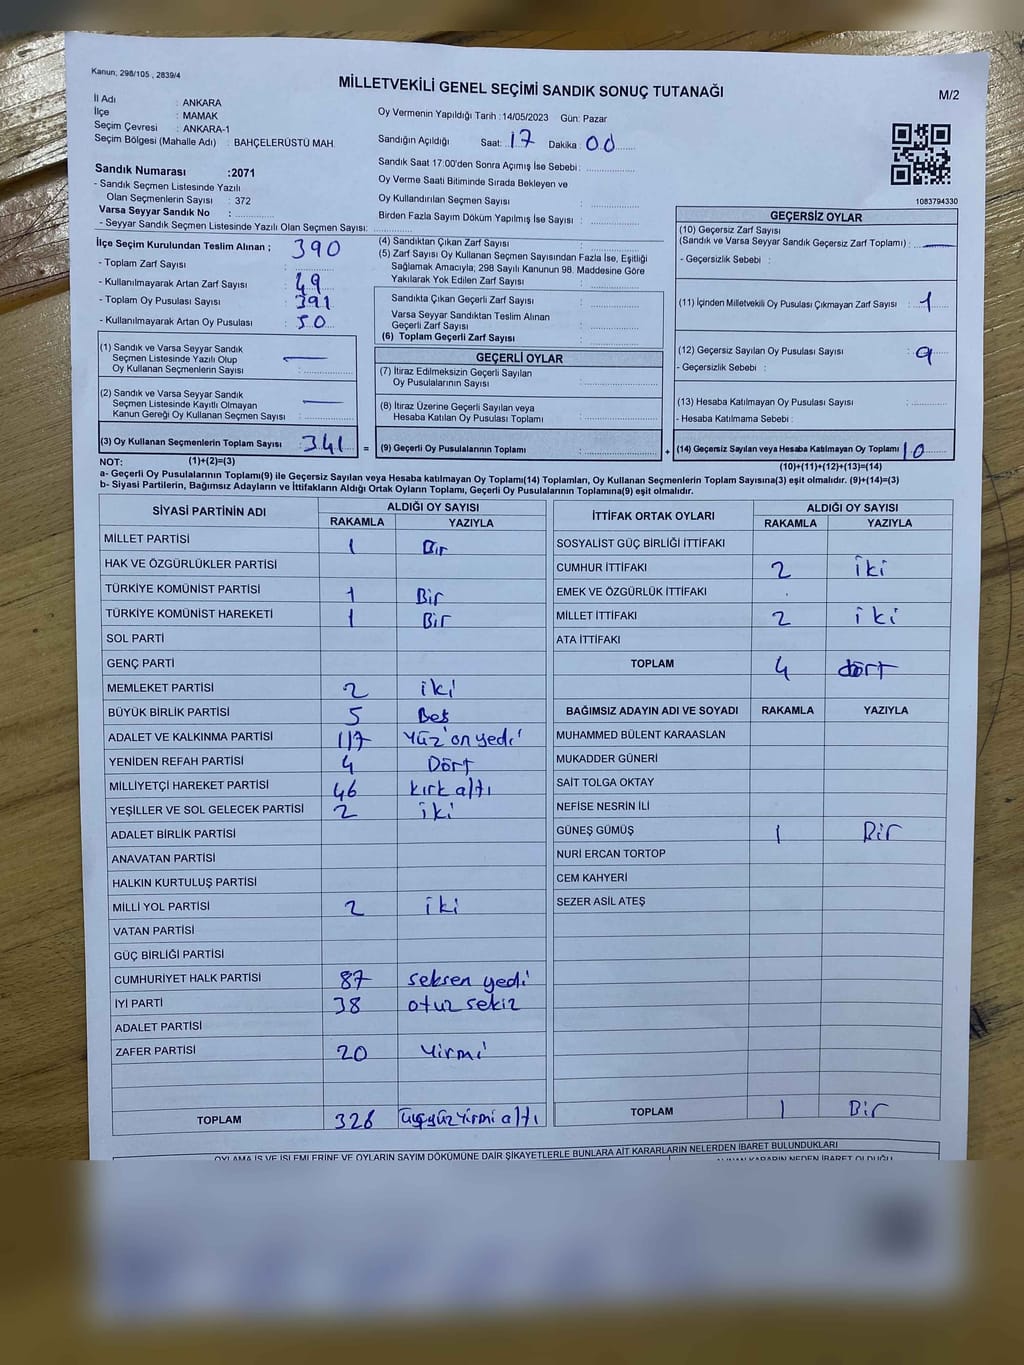 Kanun, 298/105 , 2839/4
MİLLETVEKİLİ GENEL SEÇİMİ SANDIK SONUÇ TUTANAĞI
M/2
İl Adı : ANKARA
İlçe : MAMAK
Seçim Çevresi : ANKARA-1
Seçim Bölgesi (Mahalle Adı) : BAHÇELERÜSTÜ MAH.
Oy Vermenin Yapıldığı Tarih : 14/05/2023 Gün: Pazar
Sandığın Açıldığı Saat: 17 Dakika : 00
Sandık Saat 17:00'den Sonra Açımış İse Sebebi :
Oy Verme Saati Bitiminde Sırada Bekleyen ve
Oy Kullandırılan Seçmen Sayısı :
Birden Fazla Sayım Döküm Yapılmış İse Sayısı :
1083794330
Sandık Numarası :2071
- Sandık Seçmen Listesinde Yazılı
Olan Seçmenlerin Sayısı : 372
Varsa Seyyar Sandık No :
- Seyyar Sandık Seçmen Listesinde Yazılı Olan Seçmen Sayısı:
İlçe Seçim Kurulundan Teslim Alınan ; 390
- Toplam Zarf Sayısı :
- Kullanılmayarak Artan Zarf Sayısı : 49
- Toplam Oy Pusulası Sayısı : 391
- Kullanılmayarak Artan Oy Pusulası : 50
(1) Sandık ve Varsa Seyyar Sandık
Seçmen Listesinde Yazılı Olup
Oy Kullanan Seçmenlerin Sayısı :
(2) Sandık ve Varsa Seyyar Sandık
Seçmen Listesinde Kayıtlı Olmayan
Kanun Gereği Oy Kullanan Seçmen Sayısı :
(3) Oy Kullanan Seçmenlerin Toplam Sayısı : 341 =
(1)+(2)=(3)
(4) Sandıktan Çıkan Zarf Sayısı :
(5) Zarf Sayısı Oy Kullanan Seçmen Sayısından Fazla İse, Eşitliği
Sağlamak Amacıyla; 298 Sayılı Kanunun 98. Maddesine Göre
Yakılarak Yok Edilen Zarf Sayısı :
Sandıkta Çıkan Geçerli Zarf Sayısı :
Varsa Seyyar Sandıktan Teslim Alınan
Geçerli Zarf Sayısı :
(6) Toplam Geçerli Zarf Sayısı :
GEÇERLİ OYLAR
(7) İtiraz Edilmeksizin Geçerli Sayılan
Oy Pusulalarının Sayısı :
(8) İtiraz Üzerine Geçerli Sayılan veya
Hesaba Katılan Oy Pusulası Toplamı :
(9) Geçerli Oy Pusulalarının Toplamı : +
GEÇERSİZ OYLAR
(10) Geçersiz Zarf Sayısı
(Sandık ve Varsa Seyyar Sandık Geçersiz Zarf Toplamı) :
- Geçersizlik Sebebi :
(11) İçinden Milletvekili Oy Pusulası Çıkmayan Zarf Sayısı : 1
(12) Geçersiz Sayılan Oy Pusulası Sayısı : 9
- Geçersizlik Sebebi :
(13) Hesaba Katılmayan Oy Pusulası Sayısı :
- Hesaba Katılmama Sebebi :
(14) Geçersiz Sayılan veya Hesaba Katılmayan Oy Toplamı : 10
(10)+(11)+(12)+(13)=(14)
NOT:
a- Geçerli Oy Pusulalarının Toplamı(9) ile Geçersiz Sayılan veya Hesaba katılmayan Oy Toplamı(14) Toplamları, Oy Kullanan Seçmenlerin Toplam Sayısına(3) eşit olmalıdır. (9)+(14)=(3)
b- Siyasi Partilerin, Bağımsız Adayların ve İttifakların Aldığı Ortak Oyların Toplamı, Geçerli Oy Pusulalarının Toplamına(9) eşit olmalıdır.
SİYASİ PARTİNİN ADI ALDIĞI OY SAYISI
RAKAMLA YAZIYLA
MİLLET PARTİSİ 1 Bir
HAK VE ÖZGÜRLÜKLER PARTİSİ
TÜRKİYE KOMÜNİST PARTİSİ 1 Bir
TÜRKİYE KOMÜNİST HAREKETİ 1 Bir
SOL PARTİ
GENÇ PARTİ
MEMLEKET PARTİSİ 2 iki
BÜYÜK BİRLİK PARTİSİ 5 Beş
ADALET VE KALKINMA PARTİSİ 117 Yüz on yedi
YENİDEN REFAH PARTİSİ 4 Dört
MİLLİYETÇİ HAREKET PARTİSİ 46 kırk altı
YEŞİLLER VE SOL GELECEK PARTİSİ 2 iki
ADALET BİRLİK PARTİSİ
ANAVATAN PARTİSİ
HALKIN KURTULUŞ PARTİSİ
MİLLİ YOL PARTİSİ 2 iki
VATAN PARTİSİ
GÜÇ BİRLİĞİ PARTİSİ
CUMHURİYET HALK PARTİSİ 87 seksen yedi
İYİ PARTİ 38 otuz sekiz
ADALET PARTİSİ
ZAFER PARTİSİ 20 Yirmi
TOPLAM 326 üçyüzyirmi altı
İTTİFAK ORTAK OYLARI ALDIĞI OY SAYISI
RAKAMLA YAZIYLA
SOSYALİST GÜÇ BİRLİĞİ İTTİFAKI
CUMHUR İTTİFAKI 2 iki
EMEK VE ÖZGÜRLÜK İTTİFAKI
MİLLET İTTİFAKI 2 iki
ATA İTTİFAKI
TOPLAM 4 dört
BAĞIMSIZ ADAYIN ADI VE SOYADI RAKAMLA YAZIYLA
MUHAMMED BÜLENT KARAASLAN
MUKADDER GÜNERİ
SAİT TOLGA OKTAY
NEFİSE NESRİN İLİ
GÜNEŞ GÜMÜŞ 1 Bir
NURİ ERCAN TORTOP
CEM KAHYERİ
SEZER ASİL ATEŞ
TOPLAM 1 Bir
OYLAMA İŞ VE İŞLEMLERİNE VE OYLARIN SAYIM DÖKÜMÜNE DAİR ŞİKAYETLERLE BUNLARA AİT KARARLARIN NELERDEN İBARET BULUNDUKLARI